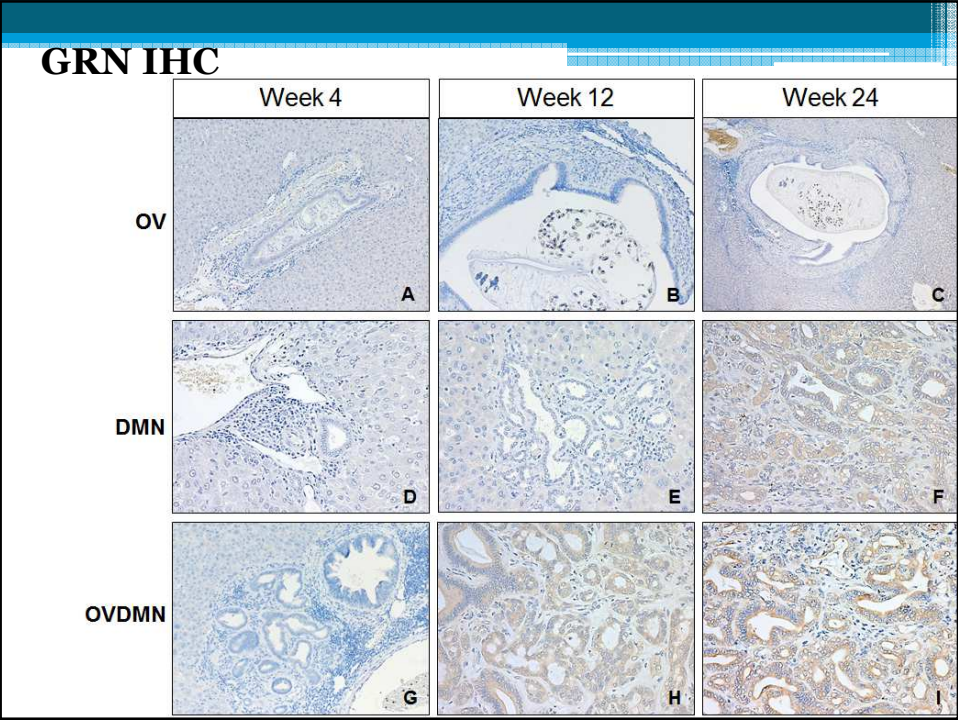 GRN IHC
Week 4 Week 12 Week 24
OV
A B C
DMN
D E F
OVDMN
G H I